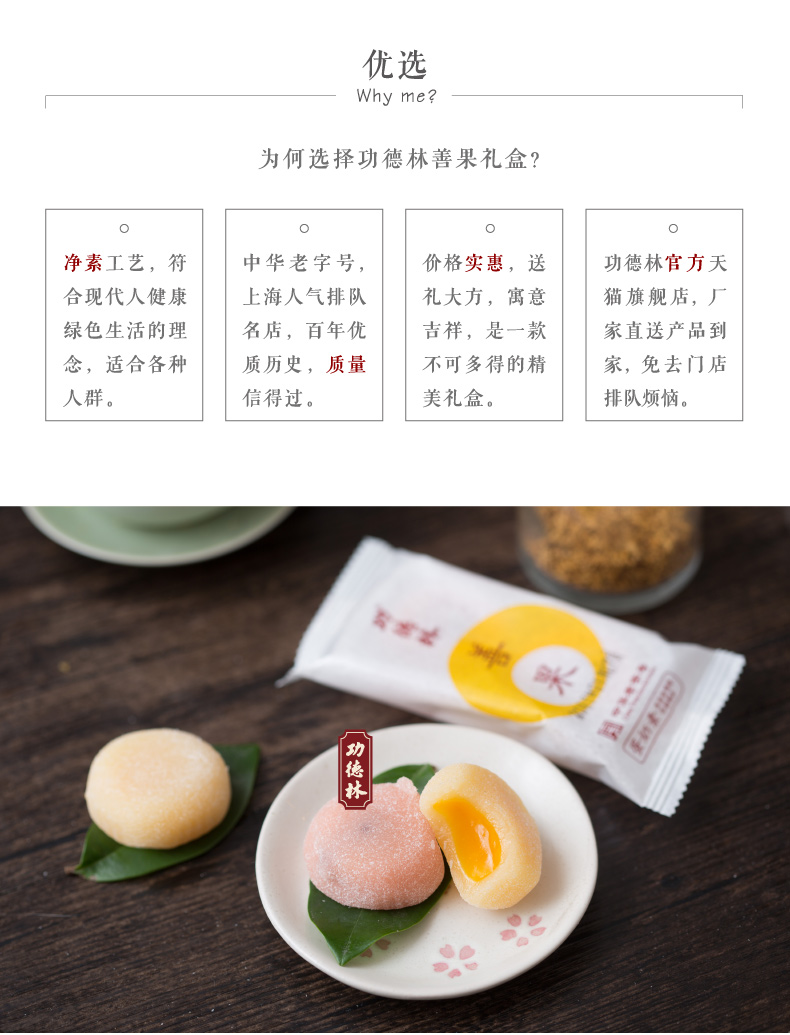 优选
Why me?
为何选择功德林善果礼盒?
净素工艺，符
合现代人健康
绿色生活的理
念，适合各种
人群。
中华老字号，
上海人气排队
名店，百年优
质历史，质量
信得过。
价格实惠，送
礼大方，寓意
吉祥，是一款
不可多得的精
美礼盒。
功德林官方天
猫旗舰店，厂
家直送产品到
家，免去门店
排队烦恼。
功德林
善
果
功德林